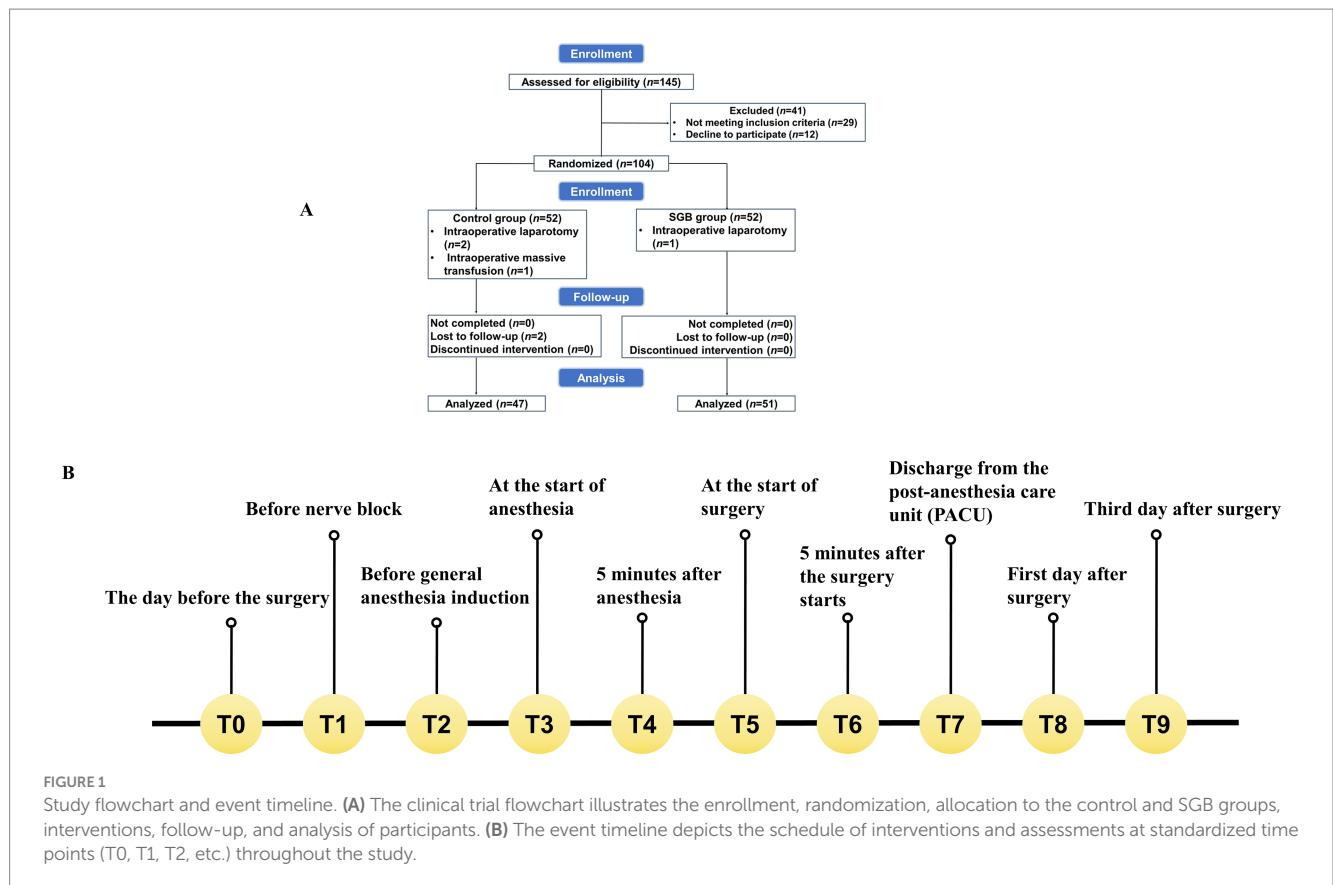 Enrollment
Assessed for eligibility (n=145)
Excluded (n=41)
• Not meeting inclusion criteria (n=29)
• Decline to participate (n=12)
Randomized (n=104)
Enrollment
A
Control group (n=52)
• Intraoperative laparotomy
(n=2)
• Intraoperative massive
transfusion (n=1)
SGB group (n=52)
• Intraoperative laparotomy
(n=1)
Follow-up
Not completed (n=0)
Lost to follow-up (n=2)
Discontinued intervention (n=0)
Not completed (n=0)
Lost to follow-up (n=0)
Discontinued intervention (n=0)
Analysis
Analyzed (n=47)
Analyzed (n=51)
B
The day before the surgery
Before nerve block
Before general
anesthesia induction
At the start of
anesthesia
5 minutes after
anesthesia
At the start of
surgery
5 minutes after
the surgery
starts
Discharge from the
post-anesthesia care
unit (PACU)
First day after
surgery
Third day after surgery
T0 T1 T2 T3 T4 T5 T6 T7 T8 T9
FIGURE 1
Study flowchart and event timeline. (A) The clinical trial flowchart illustrates the enrollment, randomization, allocation to the control and SGB groups,
interventions, follow-up, and analysis of participants. (B) The event timeline depicts the schedule of interventions and assessments at standardized time
points (T0, T1, T2, etc.) throughout the study.